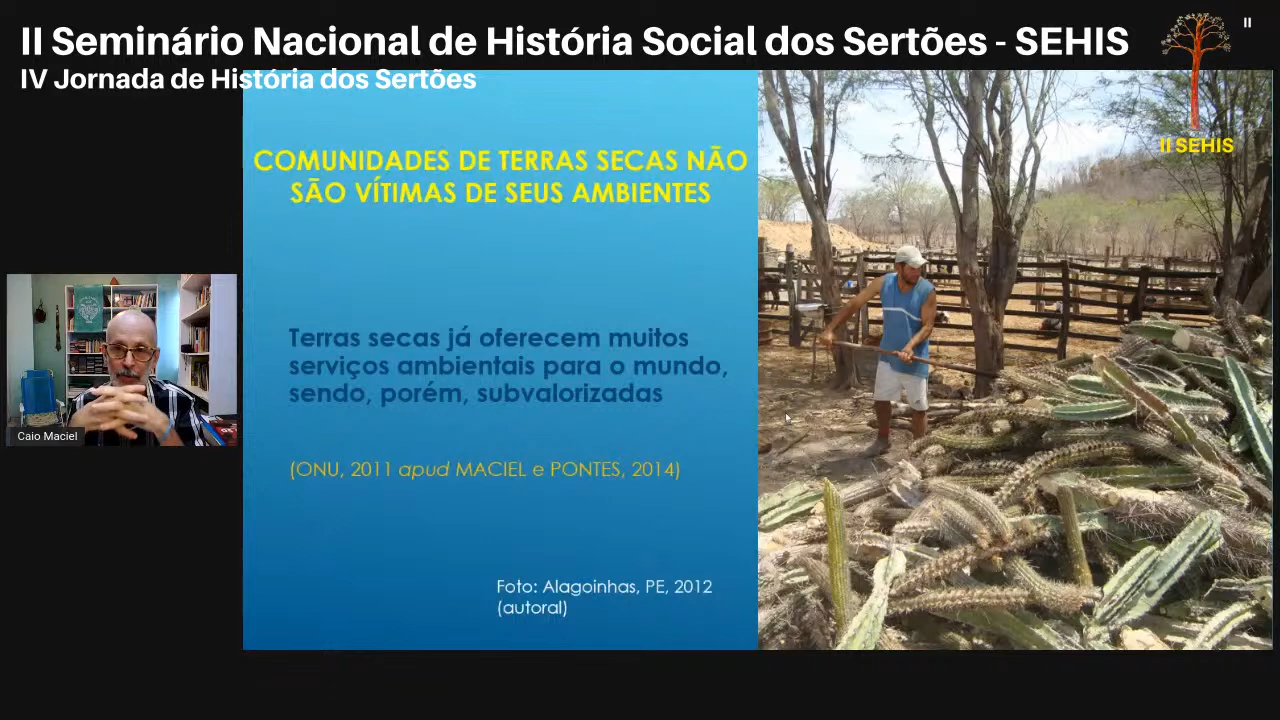 II Seminário Nacional de História Social dos Sertões - SEHIS
IV Jornada de História dos Sertões
II
II SEHIS
COMUNIDADES DE TERRAS SECAS NÃO
SÃO VÍTIMAS DE SEUS AMBIENTES
Terras secas já oferecem muitos
serviços ambientais para o mundo,
sendo, porém, subvalorizadas
(ONU, 2011 apud MACIEL e PONTES, 2014)
Foto: Alagoinhas, PE, 2012
(autoral)
Caio Maciel